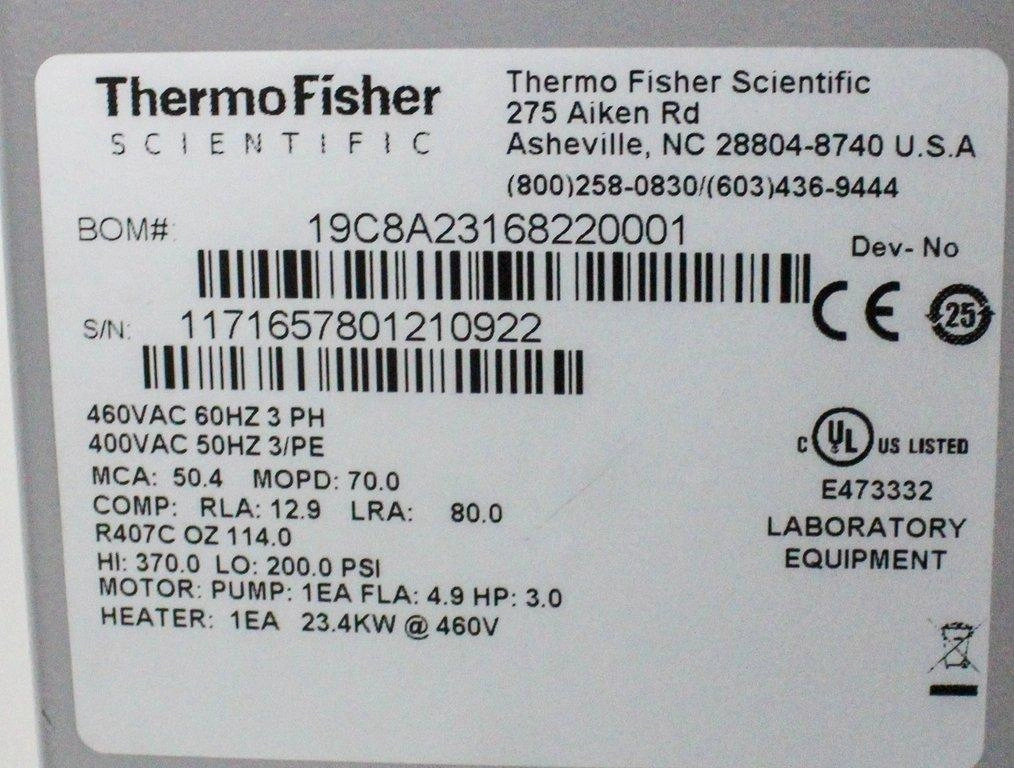 ThermoFisher
SCIENTIFIC
Thermo Fisher Scientific
275 Aiken Rd
Asheville, NC 28804-8740 U.S.A
(800)258-0830/(603)436-9444
BOM#: 19C8A23168220001
Dev- No
S/N: 1171657801210922
CE
25
460VAC 60HZ 3 PH
400VAC 50HZ 3/PE
MCA: 50.4 MOPD: 70.0
COMP: RLA: 12.9 LRA: 80.0
R407C OZ 114.0
HI: 370.0 LO: 200.0 PSI
MOTOR: PUMP: 1EA FLA: 4.9 HP: 3.0
HEATER: 1EA 23.4KW @ 460V
C UL US LISTED
E473332
LABORATORY
EQUIPMENT